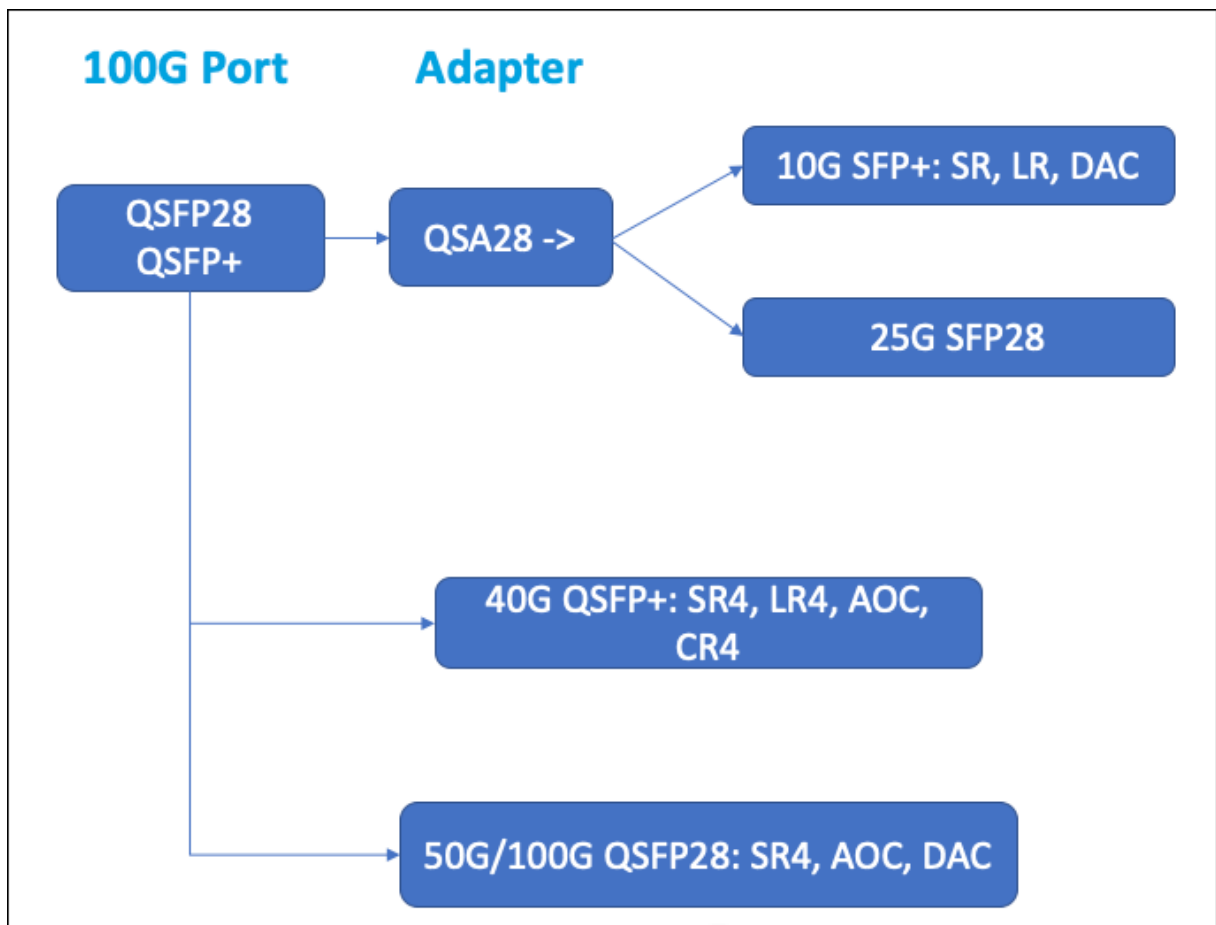 100G Port
Adapter
QSFP28
QSFP+
QSA28 ->
10G SFP+: SR, LR, DAC
25G SFP28
40G QSFP+: SR4, LR4, AOC,
CR4
50G/100G QSFP28: SR4, AOC, DAC